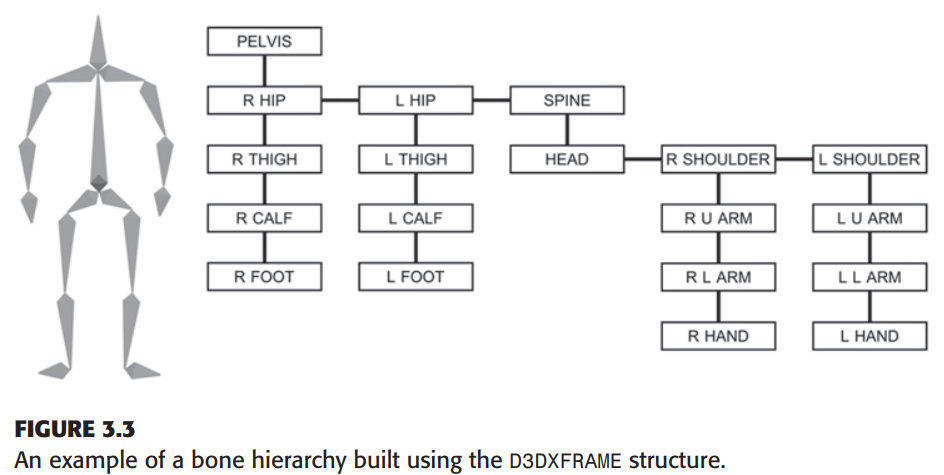 PELVIS
R HIP
L HIP
SPINE
R THIGH
L THIGH
HEAD
R SHOULDER
L SHOULDER
R CALF
L CALF
R U ARM
L U ARM
R FOOT
L FOOT
R L ARM
L L ARM
R HAND
L HAND
FIGURE 3.3
An example of a bone hierarchy built using the D3DXFRAME structure.